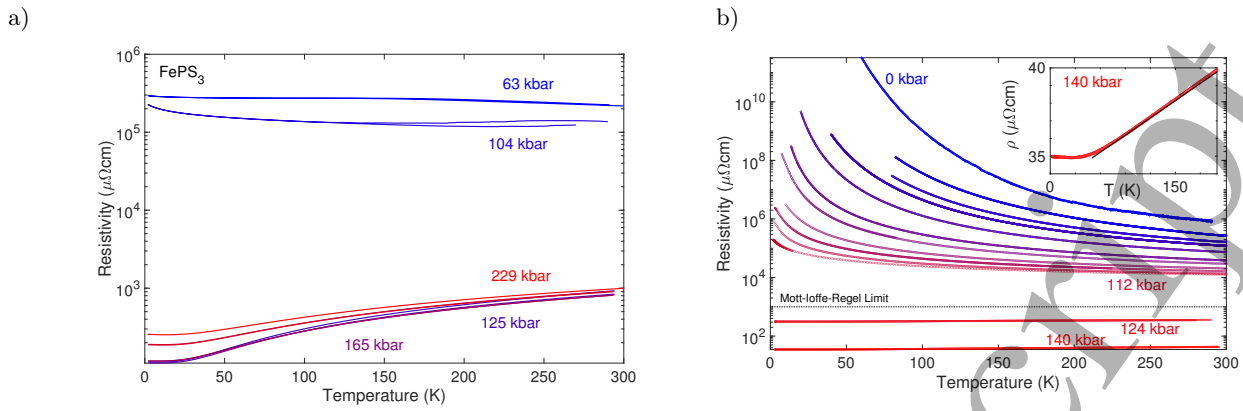 a)
b)
10^6
10^5
10^4
10^3
Resistivity (μΩcm)
FePS_3
63 kbar
104 kbar
229 kbar
125 kbar
165 kbar
0 50 100 150 200 250 300
Temperature (K)
10^10
10^8
10^6
10^4
10^2
Resistivity (μΩcm)
0 kbar
112 kbar
Mott-Ioffe-Regel Limit
124 kbar
140 kbar
0 50 100 150 200 250 300
Temperature (K)
40
35
30
ρ (μΩcm)
140 kbar
0 150
T (K)
cript